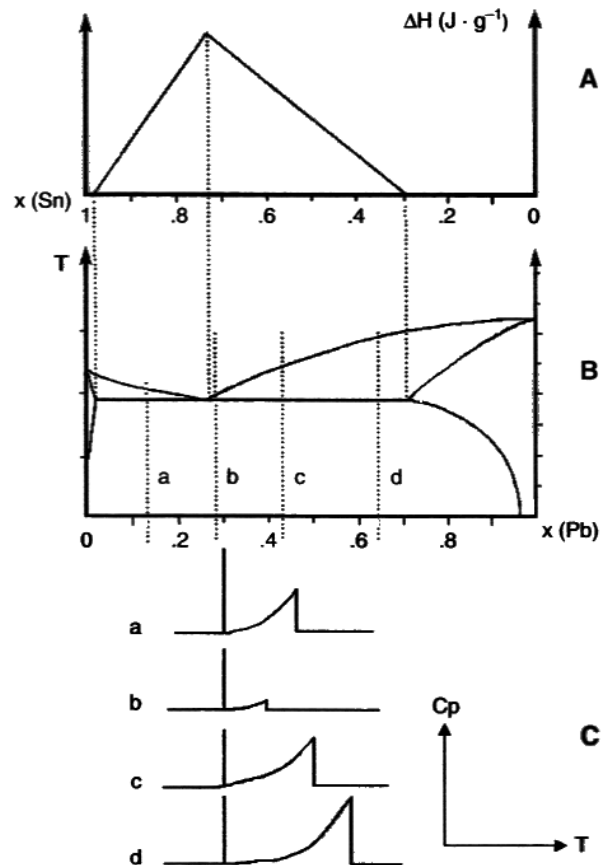 ΔH (J · g⁻¹)
A
x (Sn) 1 .8 .6 .4 .2 0
T
B
T
a b c d
0 .2 .4 .6 .8 x (Pb)
a
b
Cp
C
c
T
d